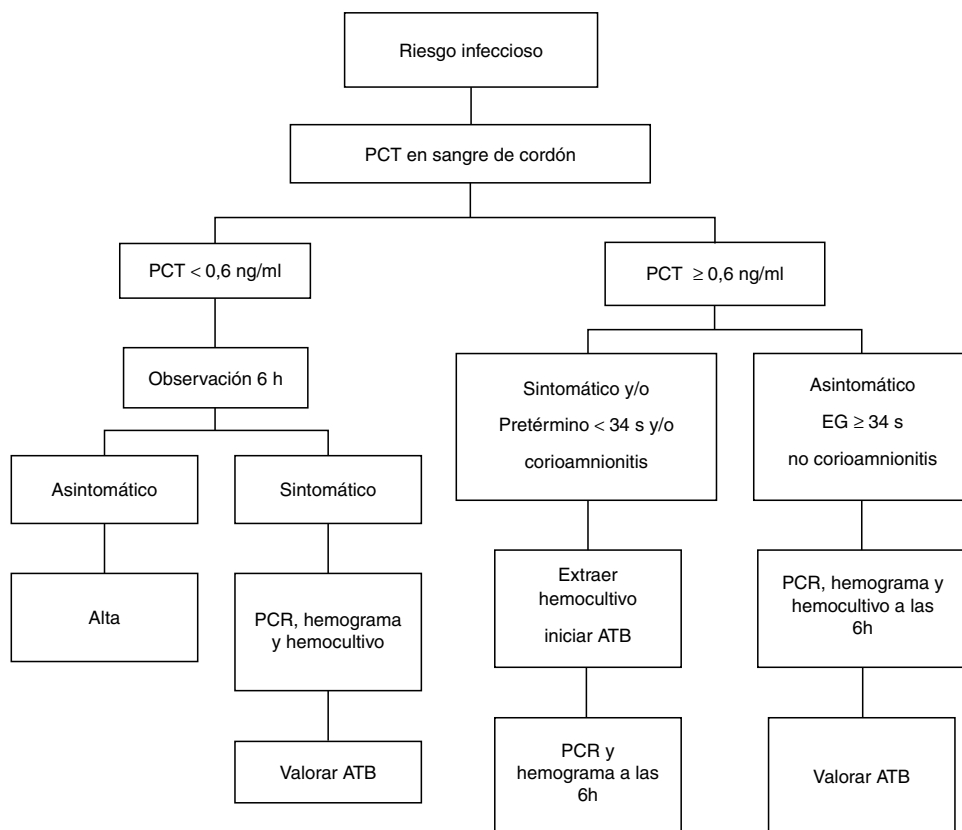 Riesgo infeccioso
PCT en sangre de cordón
PCT < 0,6 ng/ml
PCT ≥ 0,6 ng/ml
Observación 6 h
Sintomático y/o
Pretérmino < 34 s y/o
corioamnionitis
Asintomático
EG ≥ 34 s
no corioamnionitis
Asintomático
Sintomático
Alta
PCR, hemograma
y hemocultivo
Extraer
hemocultivo
iniciar ATB
PCR, hemograma y
hemocultivo a las
6h
Valorar ATB
PCR y
hemograma a las
6h
Valorar ATB